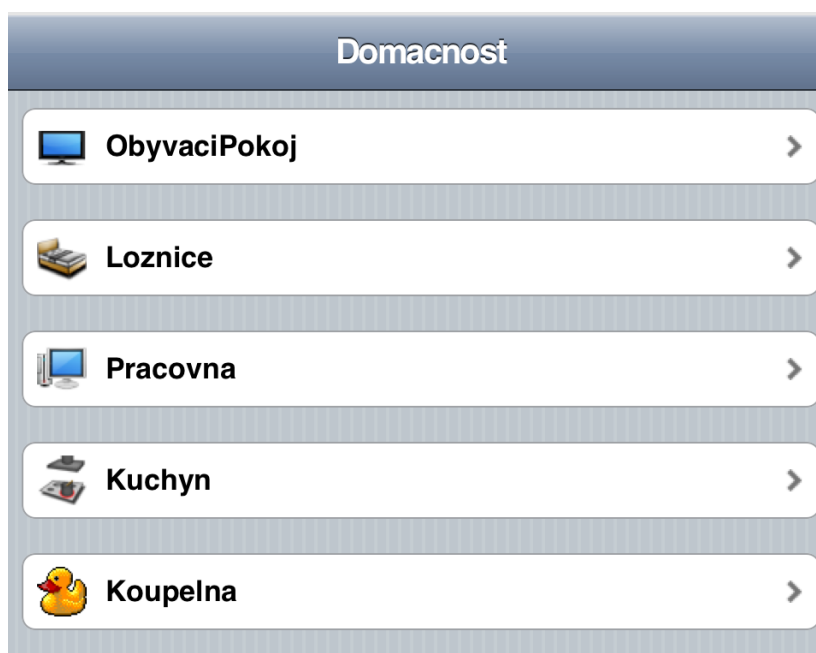 Domacnost
ObyvaciPokoj
Loznice
Pracovna
Kuchyn
Koupelna